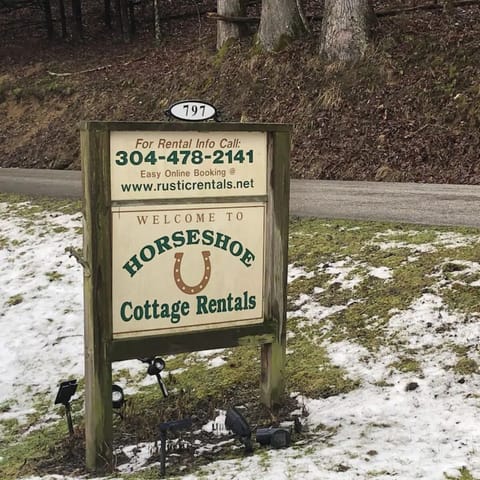 797
For Rental Info Call:
304-478-2141
Easy Online Booking @
www.rusticrentals.net
WELCOME TO
HORSESHOE
Cottage Rentals